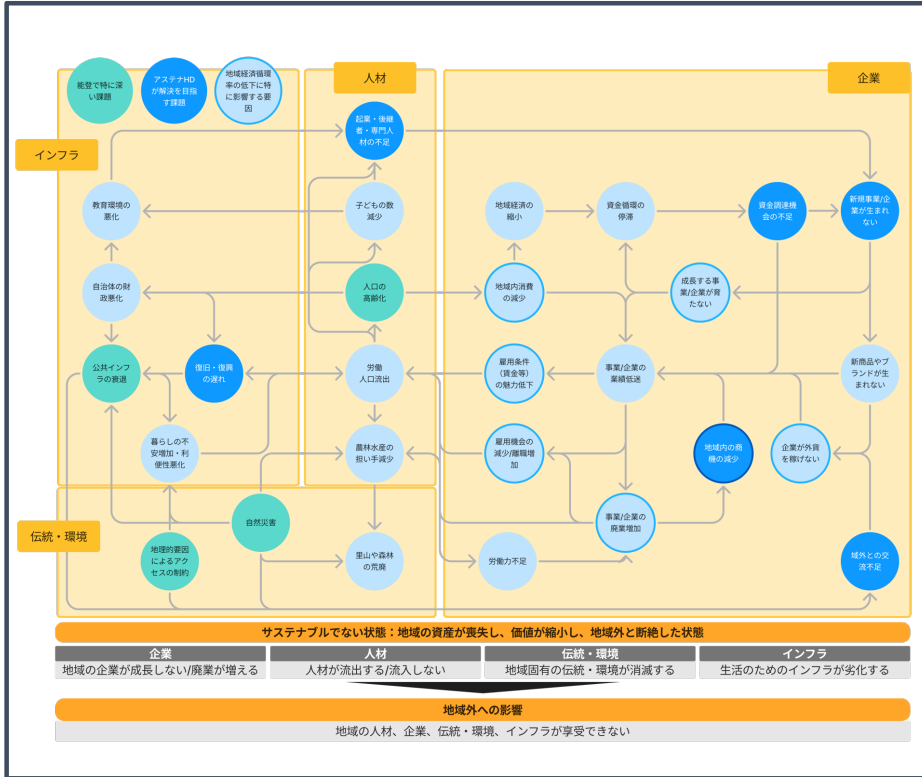 能登で特に深
い課題
アステナHD
が解決を目指
す課題
地域経済循環
率の低下に特
に影響する要
因
人材
企業
インフラ
起業・後継
者・専門人
材の不足
教育環境の
悪化
子どもの数
減少
地域経済の
縮小
資金循環の
停滞
資金調達機
会の不足
新規事業/企
業が生まれ
ない
自治体の財
政悪化
人口の
高齢化
地域内消費
の減少
成長する事
業/企業が育
たない
公共インフ
ラの衰退
復旧・復興
の遅れ
労働
人口流出
雇用条件
（賃金等）
の魅力低下
事業/企業の
業績低迷
新商品やブ
ランドが生
まれない
暮らしの不
安増加・利
便性悪化
農林水産の
担い手減少
雇用機会の
減少/離職増
加
地域内の商
機の減少
企業が外貨
を稼げない
伝統・環境
自然災害
事業/企業の
廃業増加
地理的要因
によるアク
セスの制約
里山や森林
の荒廃
労働力不足
域外との交
流不足
サステナブルでない状態：地域の資産が喪失し、価値が縮小し、地域外と断絶した状態
企業
地域の企業が成長しない/廃業が増える
人材
人材が流出する/流入しない
伝統・環境
地域固有の伝統・環境が消滅する
インフラ
生活のためのインフラが劣化する
地域外への影響
地域の人材、企業、伝統・環境、インフラが享受できない